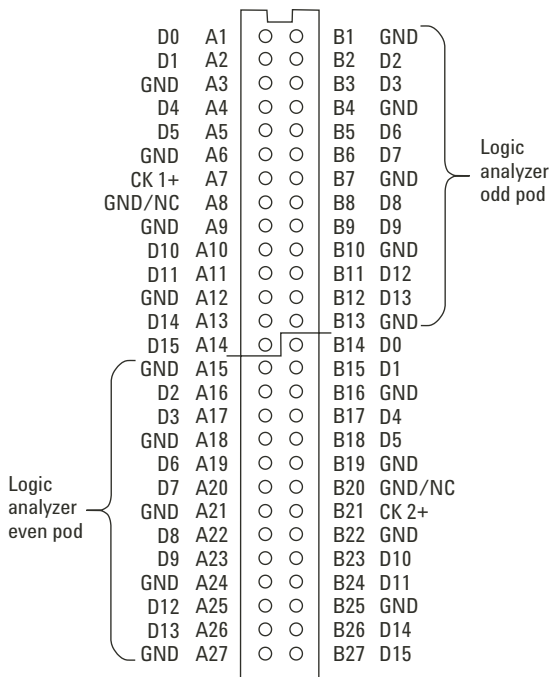 D0 A1 B1 GND
D1 A2 B2 D2
GND A3 B3 D3
D4 A4 B4 GND
D5 A5 B5 D6
GND A6 B6 D7
CK 1+ A7 B7 GND
GND/NC A8 B8 D8
GND A9 B9 D9
D10 A10 B10 GND
D11 A11 B11 D12
GND A12 B12 D13
D14 A13 B13 GND
D15 A14 B14 D0
GND A15 B15 D1
D2 A16 B16 GND
D3 A17 B17 D4
GND A18 B18 D5
D6 A19 B19 GND
D7 A20 B20 GND/NC
GND A21 B21 CK 2+
D8 A22 B22 GND
D9 A23 B23 D10
GND A24 B24 D11
D12 A25 B25 GND
D13 A26 B26 D14
GND A27 B27 D15
Logic
analyzer
odd pod
Logic
analyzer
even pod